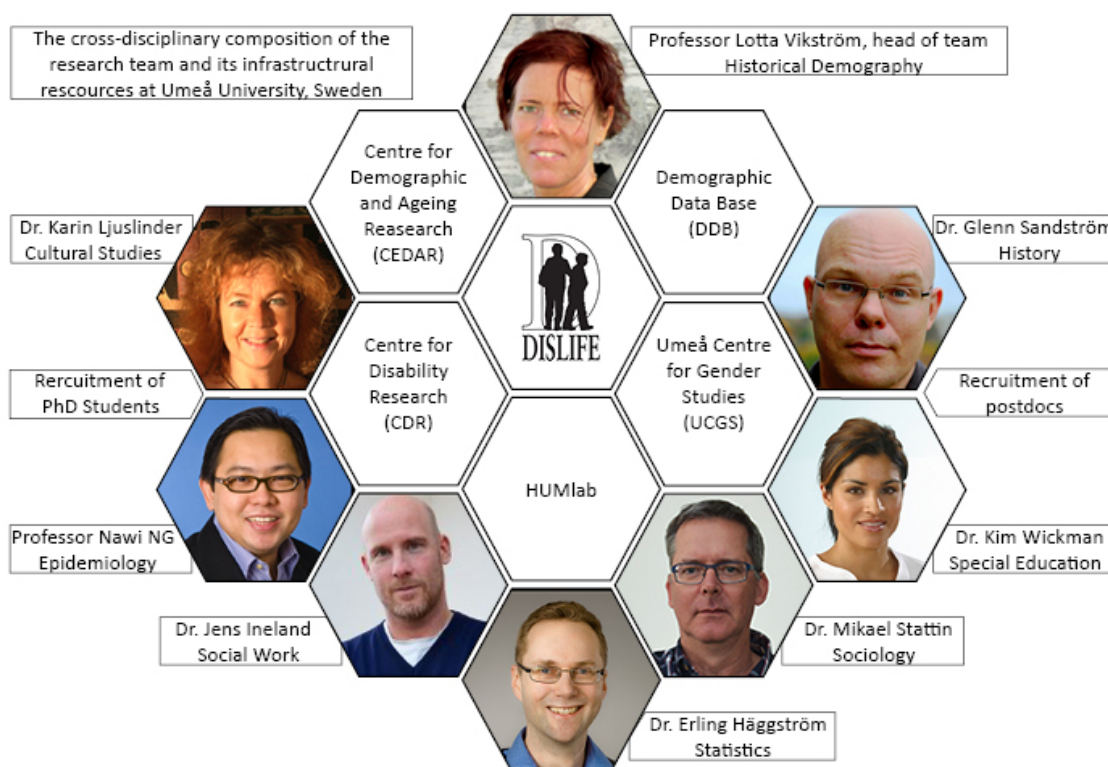 The cross-disciplinary composition of the
research team and its infrastructrural
rescources at Umeå University, Sweden
Professor Lotta Vikström, head of team
Historical Demography
Centre for
Demographic
and Ageing
Reasearch
(CEDAR)
Demographic
Data Base
(DDB)
Dr. Karin Ljuslinder
Cultural Studies
D
DISLIFE
Dr. Glenn Sandström
History
Centre for
Disability
Research
(CDR)
Umeå Centre
for Gender
Studies
(UCGS)
Rercuitment of
PhD Students
Recruitment of
postdocs
HUMlab
Professor Nawi NG
Epidemiology
Dr. Kim Wickman
Special Education
Dr. Jens Ineland
Social Work
Dr. Mikael Stattin
Sociology
Dr. Erling Häggström
Statistics